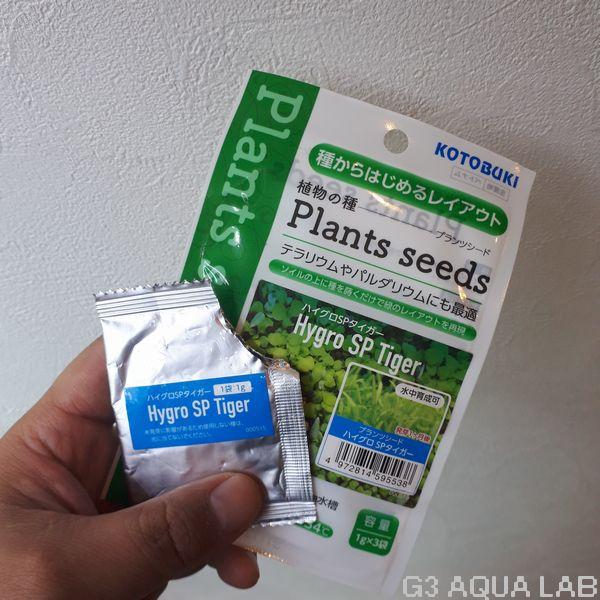 Plants
KOTOBUKI
種からはじめるレイアウト
植物の種
プランツシード
Plants seeds
テラリウムやパルダリウムにも最適
ソイルの上に種を蒔くだけで緑のレイアウトを再現
ハイグロSPタイガー
Hygro SP Tiger
水中育成可
プランツシード
ハイグロSPタイガー
4 972814 595538
水槽
容量
1g×3袋
ハイグロSPタイガー
1袋:1g
Hygro SP Tiger
000515
G3 AQUA LAB